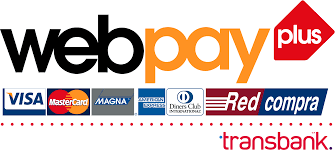 webpay plus
VISA MasterCard MAGNA AMERICAN EXPRESS Diners Club INTERNATIONAL Red compra
transbank.